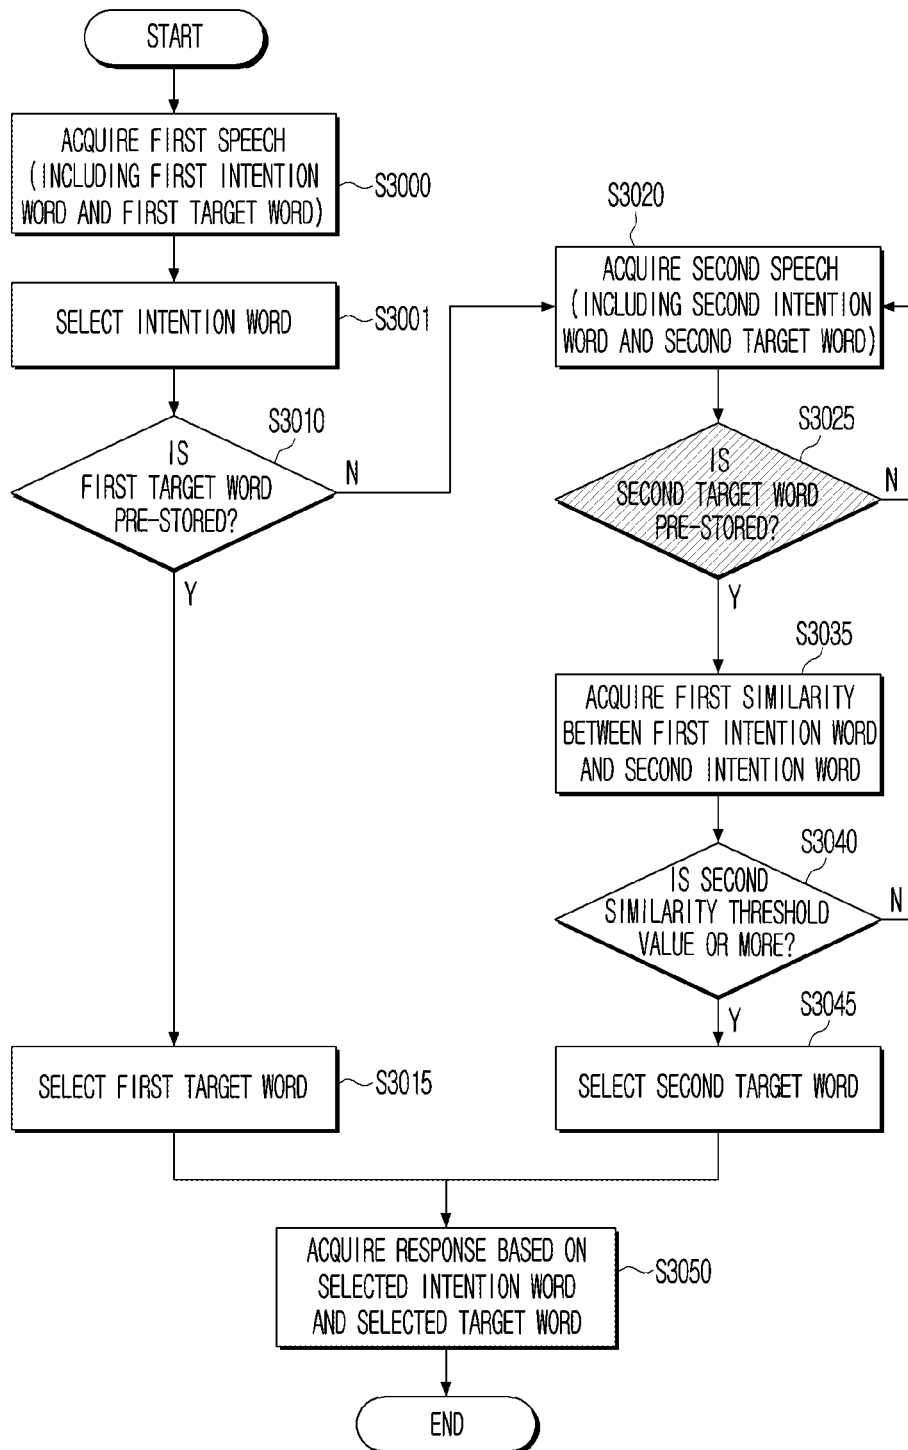 START
ACQUIRE FIRST SPEECH
(INCLUDING FIRST INTENTION
WORD AND FIRST TARGET WORD)
S3000
SELECT INTENTION WORD
S3001
S3010
IS
FIRST TARGET WORD
PRE-STORED?
N
Y
S3020
ACQUIRE SECOND SPEECH
(INCLUDING SECOND INTENTION
WORD AND SECOND TARGET WORD)
S3025
IS
SECOND TARGET WORD
PRE-STORED?
N
Y
S3035
ACQUIRE FIRST SIMILARITY
BETWEEN FIRST INTENTION WORD
AND SECOND INTENTION WORD
S3040
IS SECOND
SIMILARITY THRESHOLD
VALUE OR MORE?
N
Y
SELECT FIRST TARGET WORD
S3015
S3045
SELECT SECOND TARGET WORD
ACQUIRE RESPONSE BASED ON
SELECTED INTENTION WORD
AND SELECTED TARGET WORD
S3050
END